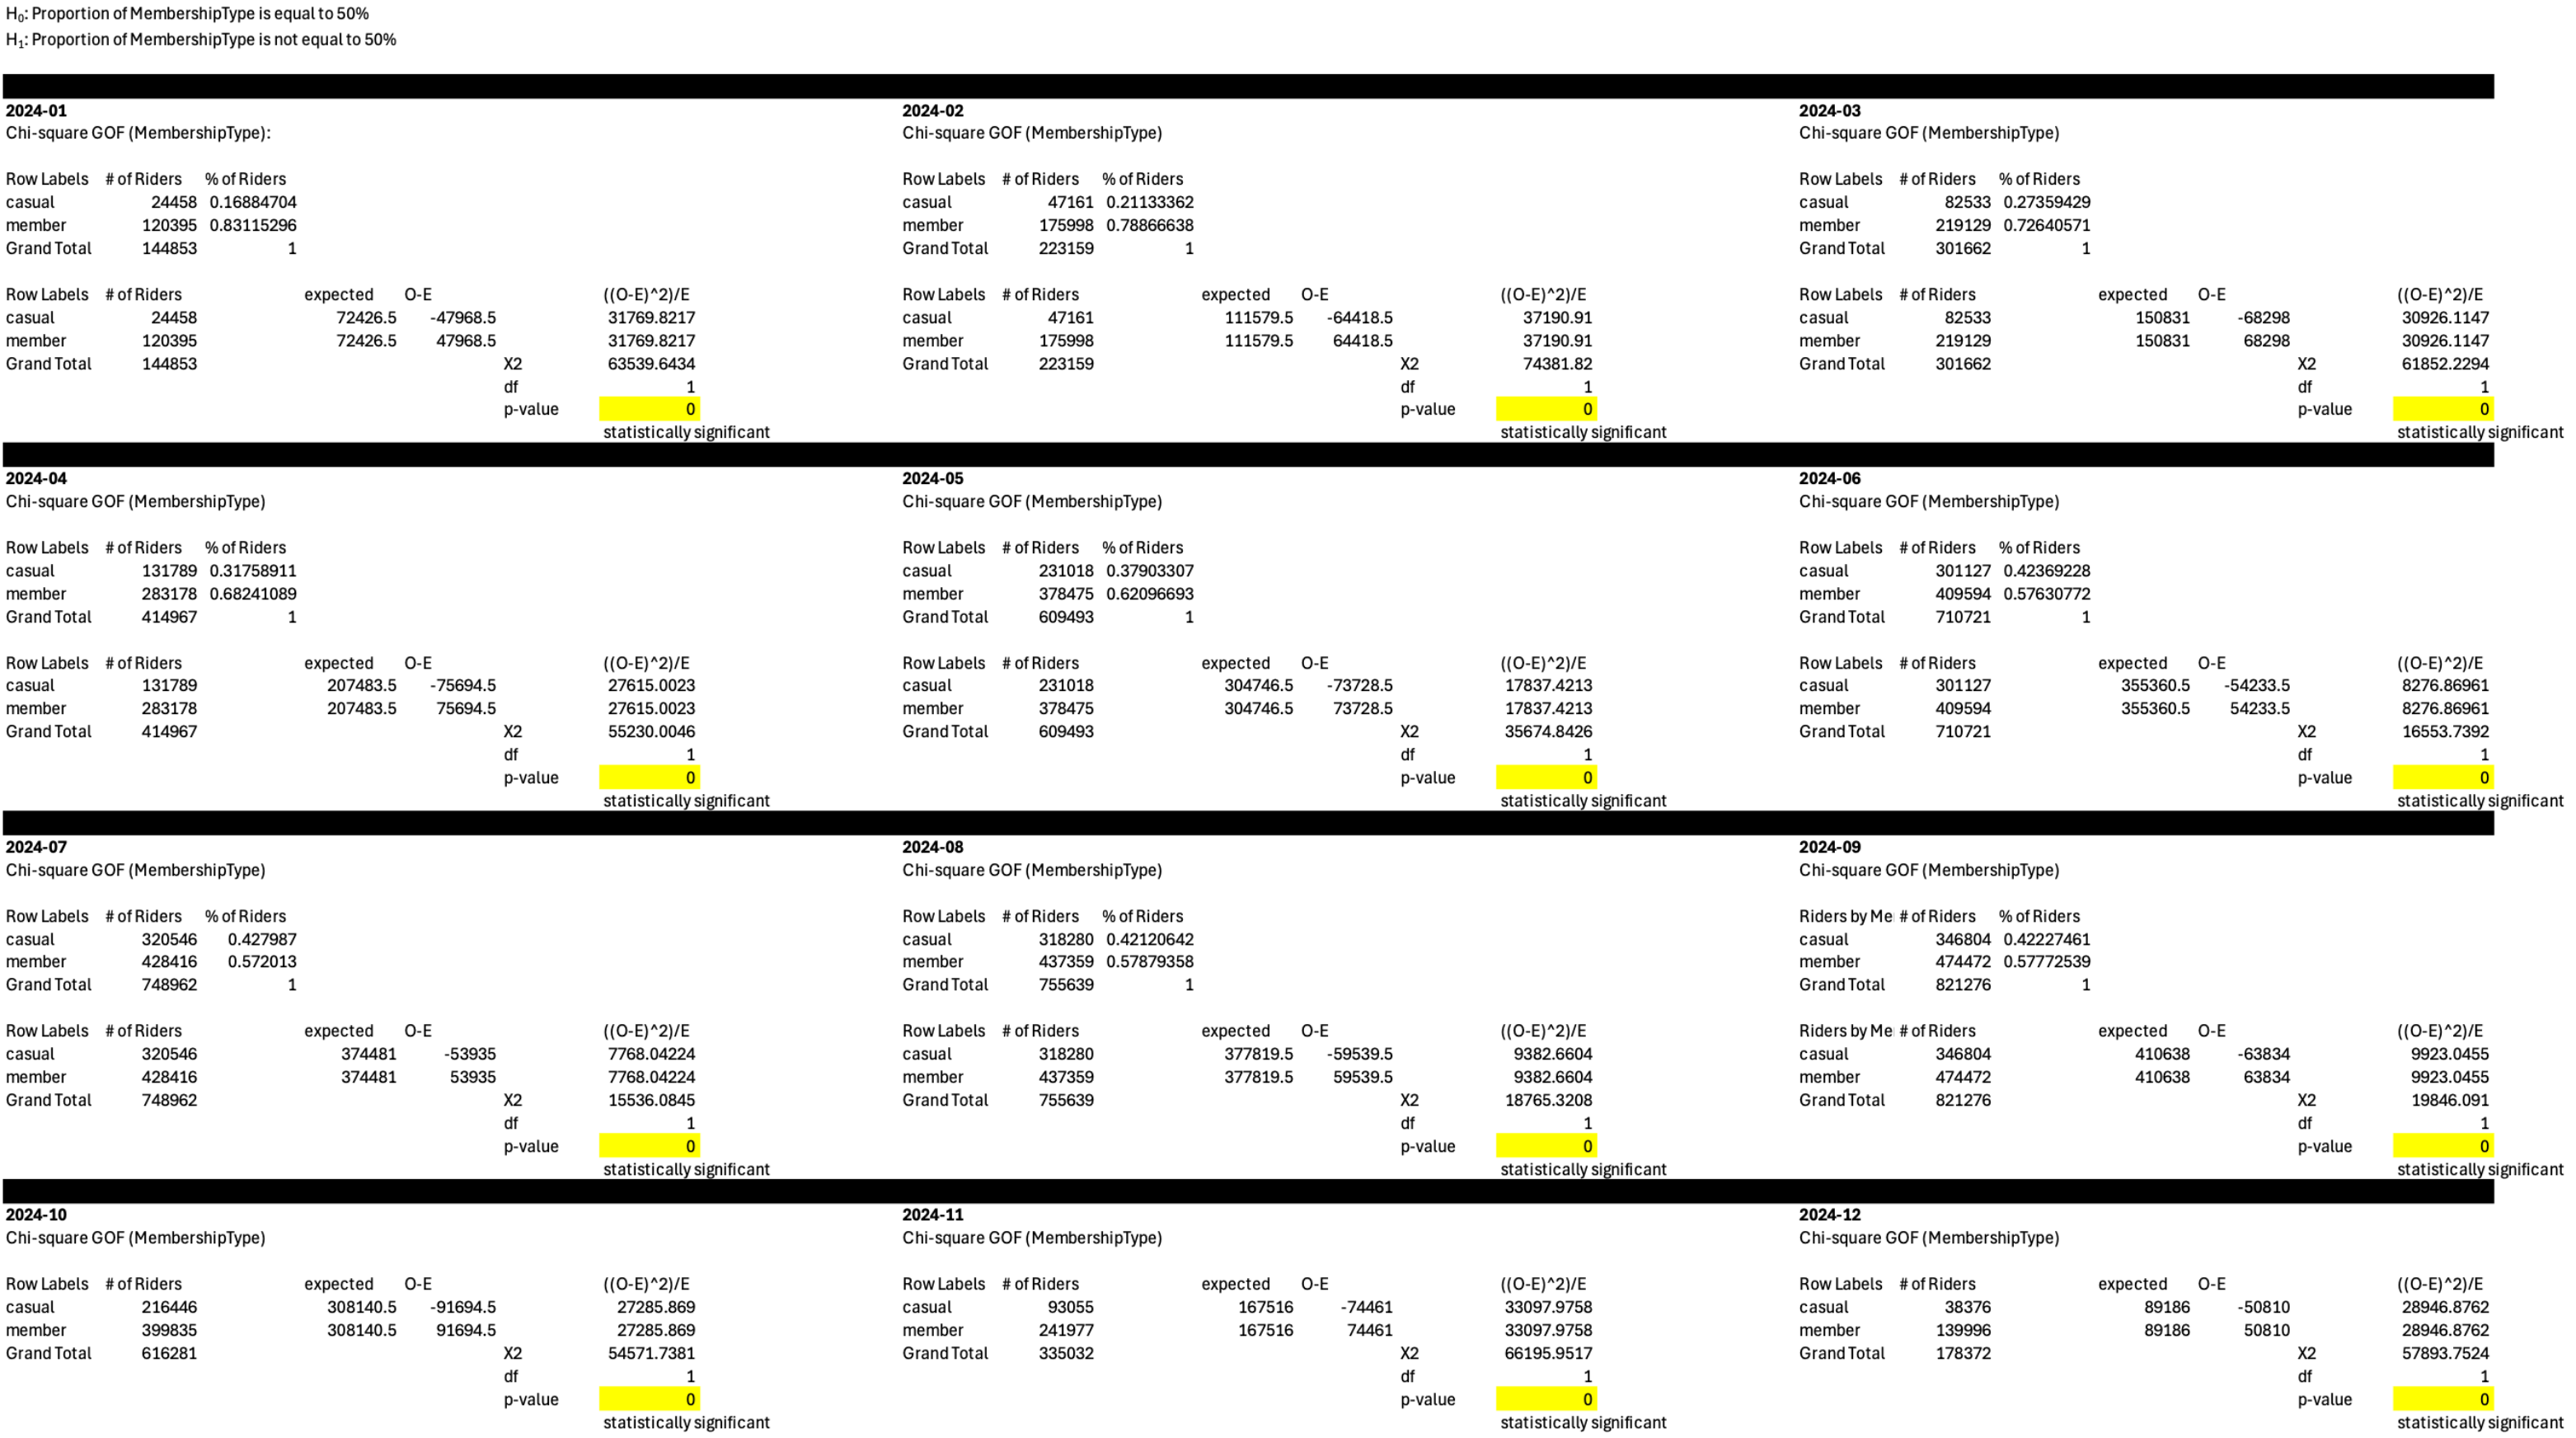 H₀: Proportion of MembershipType is equal to 50%
H₁: Proportion of MembershipType is not equal to 50%
2024-01
Chi-square GOF (MembershipType):
Row Labels # of Riders % of Riders
casual 24458 0.16884704
member 120395 0.83115296
Grand Total 144853 1
Row Labels # of Riders expected O-E ((O-E)^2)/E
casual 24458 72426.5 -47968.5 31769.8217
member 120395 72426.5 47968.5 31769.8217
Grand Total 144853 X2 63539.6434
df 1
p-value 0
statistically significant
2024-02
Chi-square GOF (MembershipType)
Row Labels # of Riders % of Riders
casual 47161 0.21133362
member 175998 0.78866638
Grand Total 223159 1
Row Labels # of Riders expected O-E ((O-E)^2)/E
casual 47161 111579.5 -64418.5 37190.91
member 175998 111579.5 64418.5 37190.91
Grand Total 223159 X2 74381.82
df 1
p-value 0
statistically significant
2024-03
Chi-square GOF (MembershipType)
Row Labels # of Riders % of Riders
casual 82533 0.27359429
member 219129 0.72640571
Grand Total 301662 1
Row Labels # of Riders expected O-E ((O-E)^2)/E
casual 82533 150831 -68298 30926.1147
member 219129 150831 68298 30926.1147
Grand Total 301662 X2 61852.2294
df 1
p-value 0
statistically significant
2024-04
Chi-square GOF (MembershipType)
Row Labels # of Riders % of Riders
casual 131789 0.31758911
member 283178 0.68241089
Grand Total 414967 1
Row Labels # of Riders expected O-E ((O-E)^2)/E
casual 131789 207483.5 -75694.5 27615.0023
member 283178 207483.5 75694.5 27615.0023
Grand Total 414967 X2 55230.0046
df 1
p-value 0
statistically significant
2024-05
Chi-square GOF (MembershipType)
Row Labels # of Riders % of Riders
casual 231018 0.37903307
member 378475 0.62096693
Grand Total 609493 1
Row Labels # of Riders expected O-E ((O-E)^2)/E
casual 231018 304746.5 -73728.5 17837.4213
member 378475 304746.5 73728.5 17837.4213
Grand Total 609493 X2 35674.8426
df 1
p-value 0
statistically significant
2024-06
Chi-square GOF (MembershipType)
Row Labels # of Riders % of Riders
casual 301127 0.42369228
member 409594 0.57630772
Grand Total 710721 1
Row Labels # of Riders expected O-E ((O-E)^2)/E
casual 301127 355360.5 -54233.5 8276.86961
member 409594 355360.5 54233.5 8276.86961
Grand Total 710721 X2 16553.7392
df 1
p-value 0
statistically significant
2024-07
Chi-square GOF (MembershipType)
Row Labels # of Riders % of Riders
casual 320546 0.427987
member 428416 0.572013
Grand Total 748962 1
Row Labels # of Riders expected O-E ((O-E)^2)/E
casual 320546 374481 -53935 7768.04224
member 428416 374481 53935 7768.04224
Grand Total 748962 X2 15536.0845
df 1
p-value 0
statistically significant
2024-08
Chi-square GOF (MembershipType)
Row Labels # of Riders % of Riders
casual 318280 0.42120642
member 437359 0.57879358
Grand Total 755639 1
Row Labels # of Riders expected O-E ((O-E)^2)/E
casual 318280 377819.5 -59539.5 9382.6604
member 437359 377819.5 59539.5 9382.6604
Grand Total 755639 X2 18765.3208
df 1
p-value 0
statistically significant
2024-09
Chi-square GOF (MembershipType)
Riders by Me # of Riders % of Riders
casual 346804 0.42227461
member 474472 0.57772539
Grand Total 821276 1
Riders by Me # of Riders expected O-E ((O-E)^2)/E
casual 346804 410638 -63834 9923.0455
member 474472 410638 63834 9923.0455
Grand Total 821276 X2 19846.091
df 1
p-value 0
statistically significant
2024-10
Chi-square GOF (MembershipType)
Row Labels # of Riders expected O-E ((O-E)^2)/E
casual 216446 308140.5 -91694.5 27285.869
member 399835 308140.5 91694.5 27285.869
Grand Total 616281 X2 54571.7381
df 1
p-value 0
statistically significant
2024-11
Chi-square GOF (MembershipType)
Row Labels # of Riders expected O-E ((O-E)^2)/E
casual 93055 167516 -74461 33097.9758
member 241977 167516 74461 33097.9758
Grand Total 335032 X2 66195.9517
df 1
p-value 0
statistically significant
2024-12
Chi-square GOF (MembershipType)
Row Labels # of Riders expected O-E ((O-E)^2)/E
casual 38376 89186 -50810 28946.8762
member 139996 89186 50810 28946.8762
Grand Total 178372 X2 57893.7524
df 1
p-value 0
statistically significant